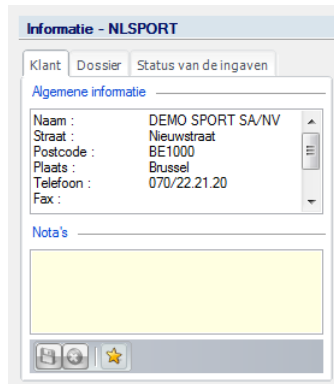 Informatie - NLSPORT
Klant Dossier Status van de ingaven
Algemene informatie
Naam : DEMO SPORT SA/NV
Straat : Nieuwstraat
Postcode : BE1000
Plaats : Brussel
Telefoon : 070/22.21.20
Fax :
Nota's